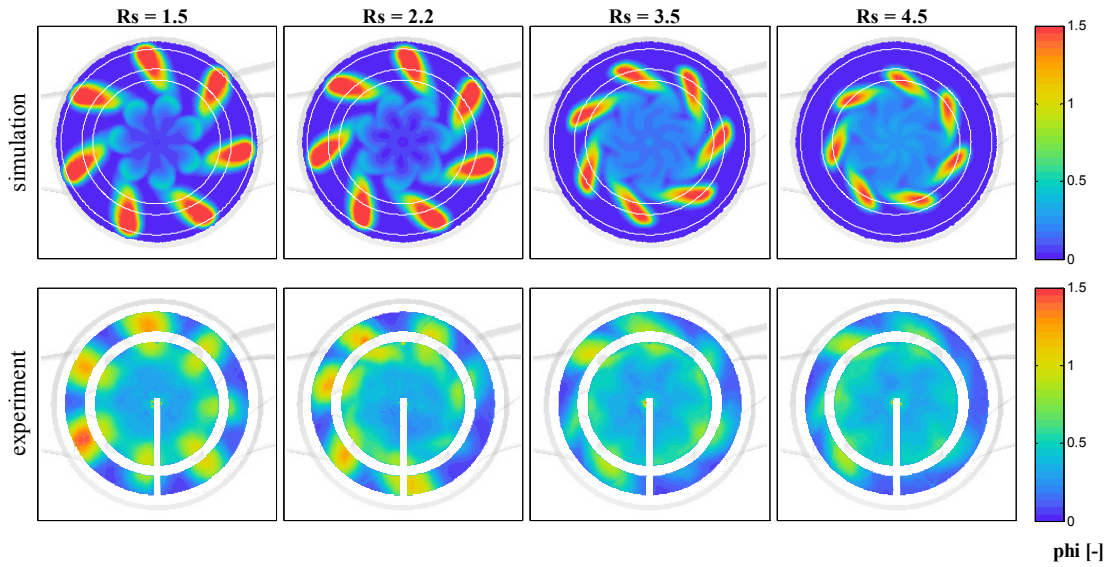 Rs = 1.5 Rs = 2.2 Rs = 3.5 Rs = 4.5
simulation
1.5
1
0.5
0
experiment
1.5
1
0.5
0
phi [-]